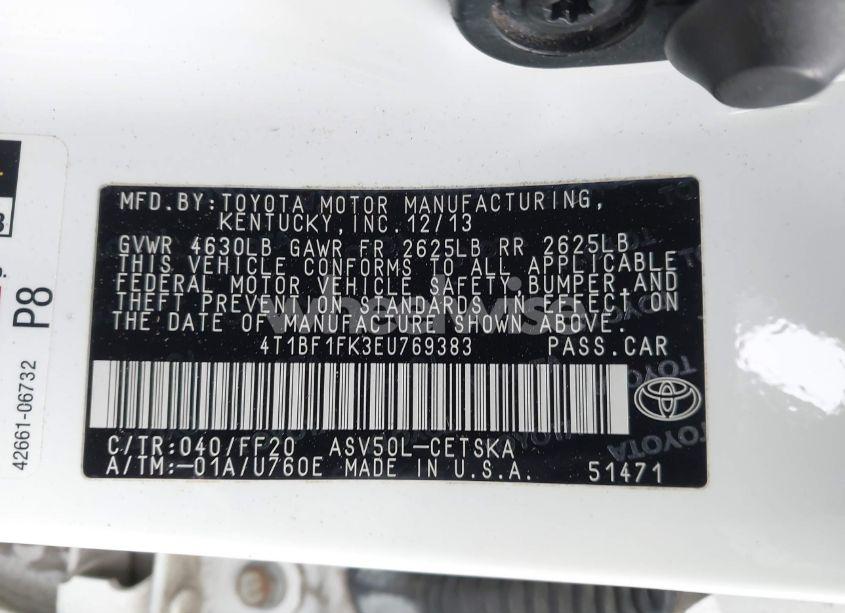 MFD.BY:TOYOTA MOTOR MANUFACTURING,
KENTUCKY,INC.12/13
GVWR 4630LB GAWR FR 2625LB RR 2625LB
THIS VEHICLE CONFORMS TO ALL APPLICABLE
FEDERAL MOTOR VEHICLE SAFETY,BUMPER,AND
THEFT PREVENTION STANDARDS IN EFFECT ON
THE DATE OF MANUFACTURE SHOWN ABOVE.
4T1BF1FK3EU769383 PASS.CAR
C/TR:040/FF20 ASV50L-CETSKA
A/TM:-01A/U760E MADE IN U.S.A. 51471
42661-06732
P8
TOYOTA